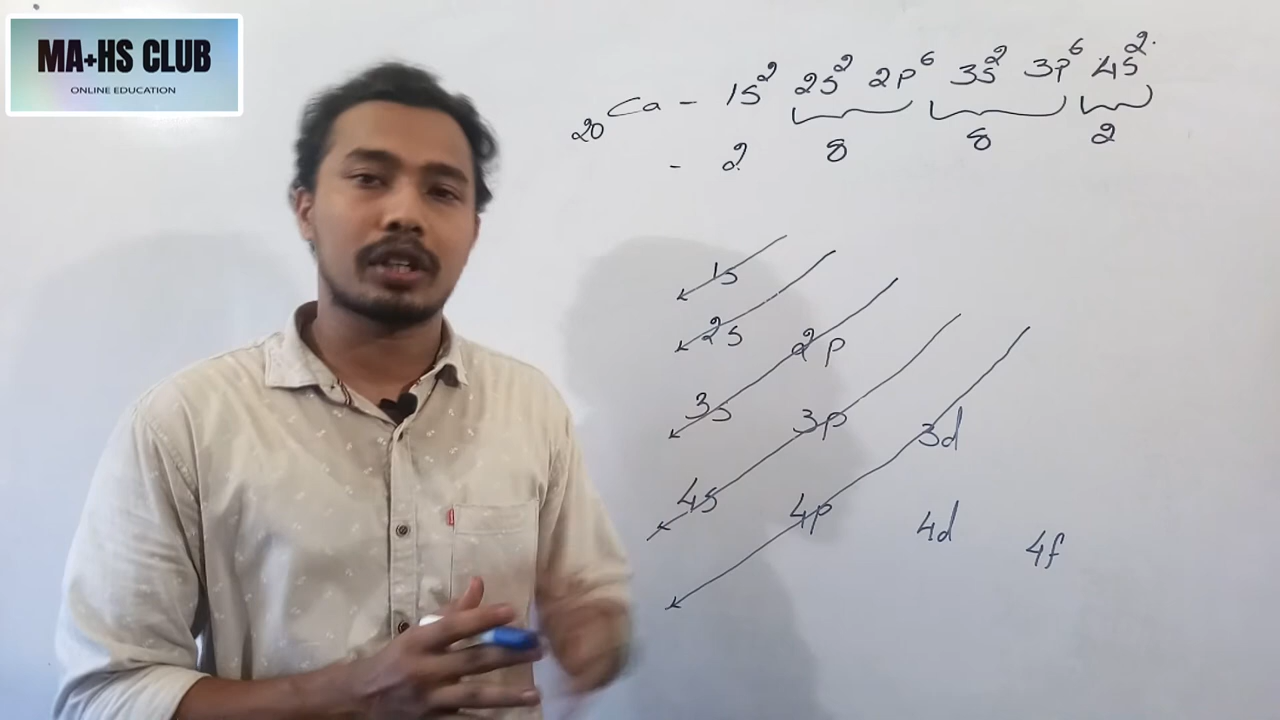 MA+HS CLUB
ONLINE EDUCATION
₂₀Ca - 1s² 2s² 2p⁶ 3s² 3p⁶ 4s².
- 2 8 8 2
1s
2s 2p
3s 3p 3d
4s 4p 4d 4f